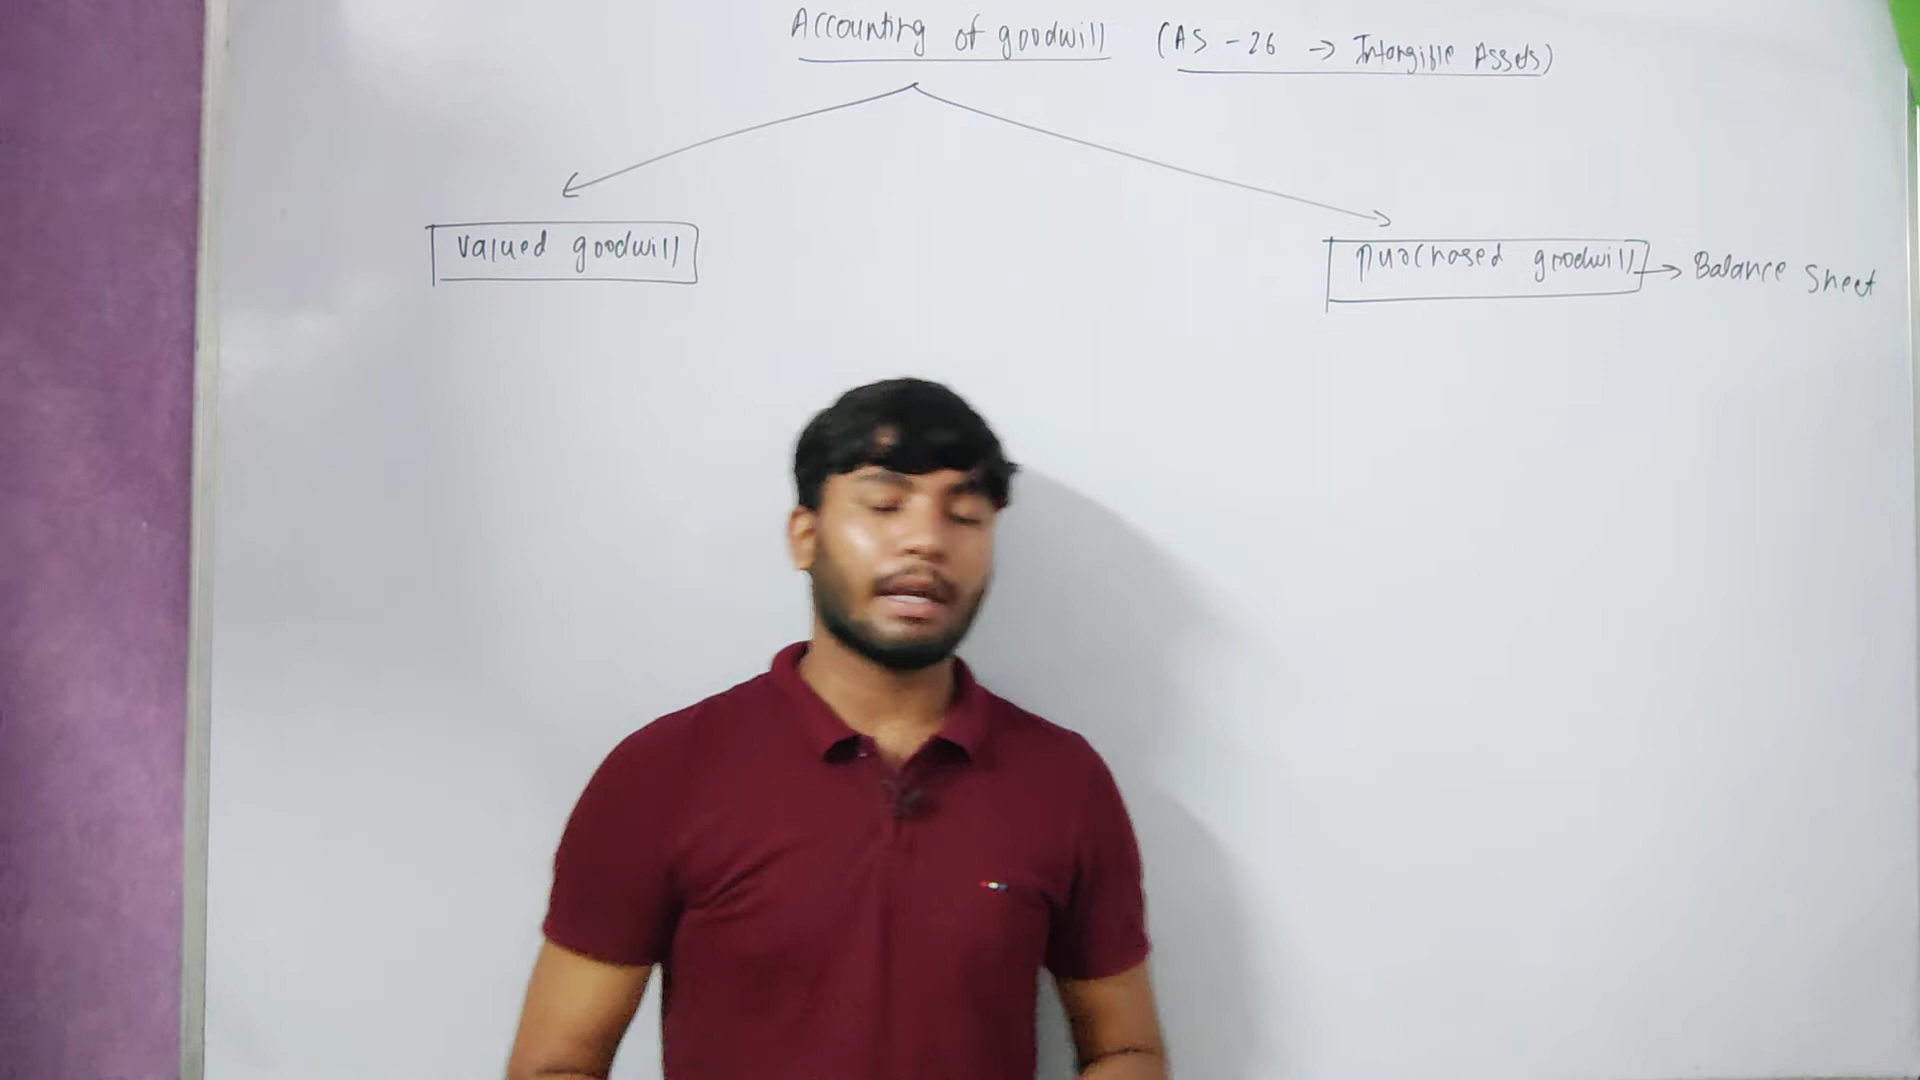 Accounting of goodwill (AS - 26 → Intangible Assets)
Valued goodwill
purchased goodwill → Balance Sheet